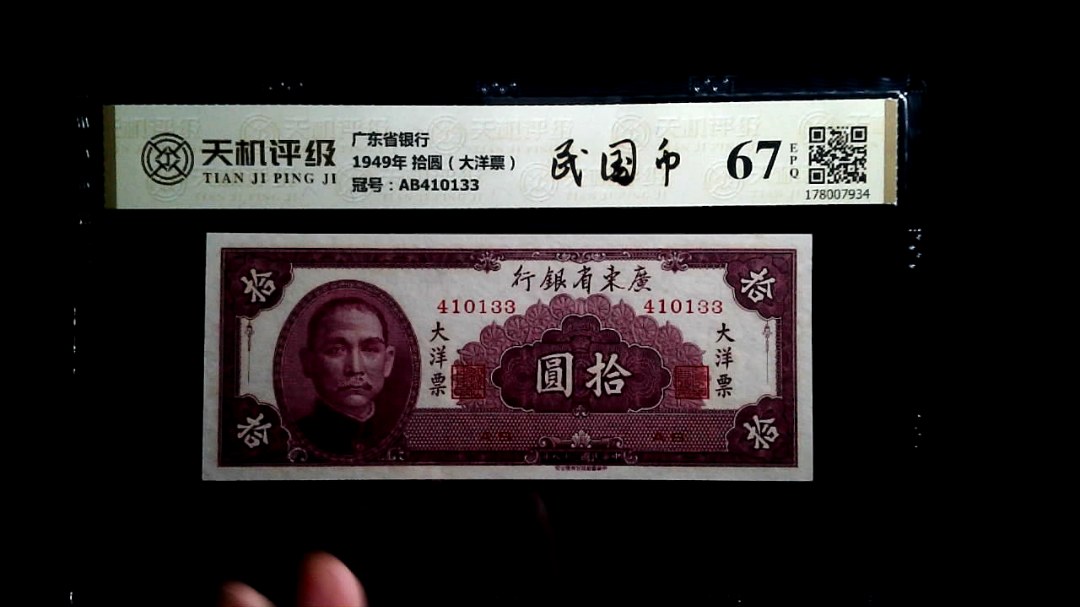 天机评级
TIAN JI PING JI
广东省银行
1949年 拾圆（大洋票）
冠号：AB410133
民国币
67
EPQ
178007934
行銀省東廣
410133
410133
大洋票
大洋票
圓拾
拾
拾
拾
拾